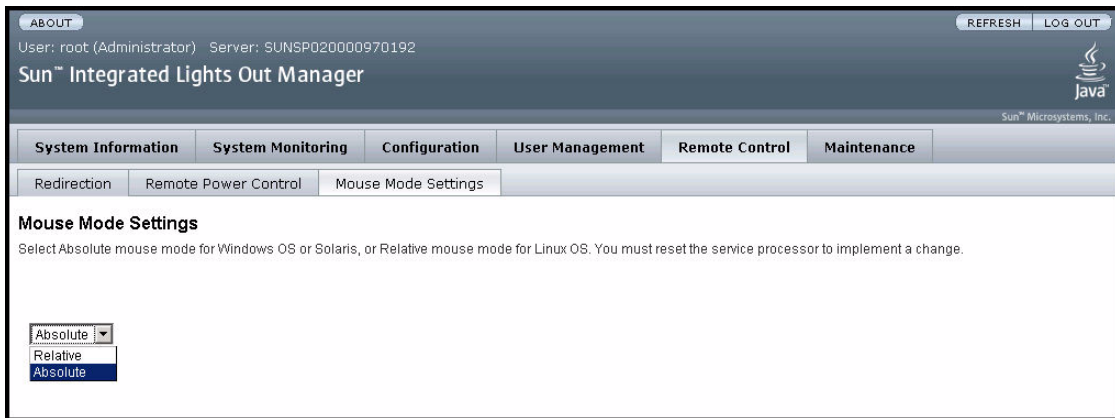 ABOUT
REFRESH LOG OUT
User: root (Administrator) Server: SUNSP020000970192
Sun™ Integrated Lights Out Manager
Java™
Sun™ Microsystems, Inc.
System Information System Monitoring Configuration User Management Remote Control Maintenance
Redirection Remote Power Control Mouse Mode Settings
Mouse Mode Settings
Select Absolute mouse mode for Windows OS or Solaris, or Relative mouse mode for Linux OS. You must reset the service processor to implement a change.
Absolute
Relative
Absolute